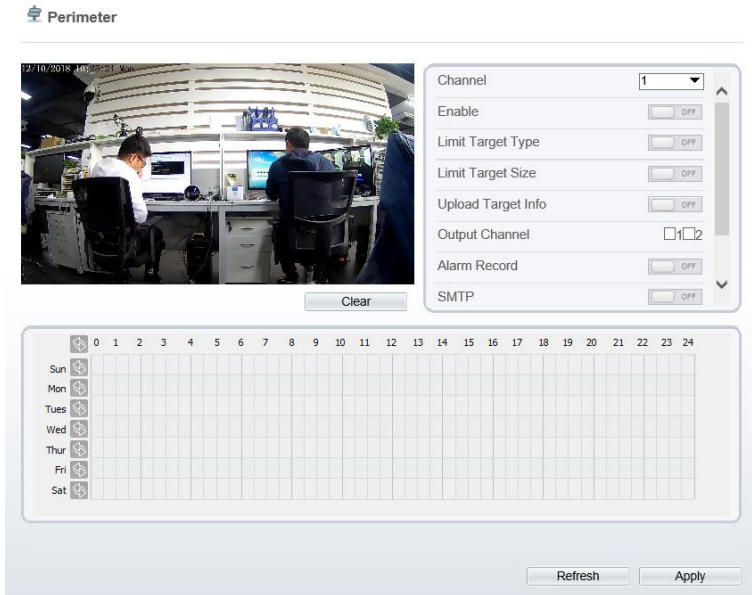 Perimeter
12/10/2018 10:28:21 Mon
Channel 1
Enable OFF
Limit Target Type OFF
Limit Target Size OFF
Upload Target Info OFF
Output Channel 1 2
Alarm Record OFF
SMTP OFF
Clear
0 1 2 3 4 5 6 7 8 9 10 11 12 13 14 15 16 17 18 19 20 21 22 23 24
Sun
Mon
Tues
Wed
Thur
Fri
Sat
Refresh Apply